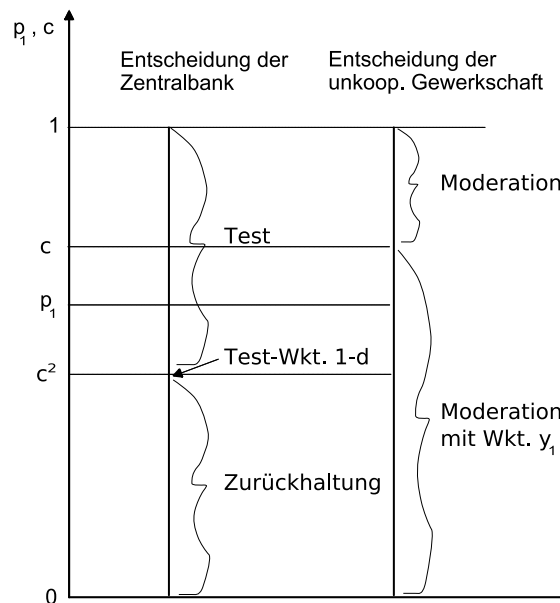 p₁ , c
Entscheidung der
Zentralbank
Entscheidung der
unkoop. Gewerkschaft
1
Moderation
Test
c
p₁
Test-Wkt. 1-d
c²
Moderation
mit Wkt. y₁
Zurückhaltung
0